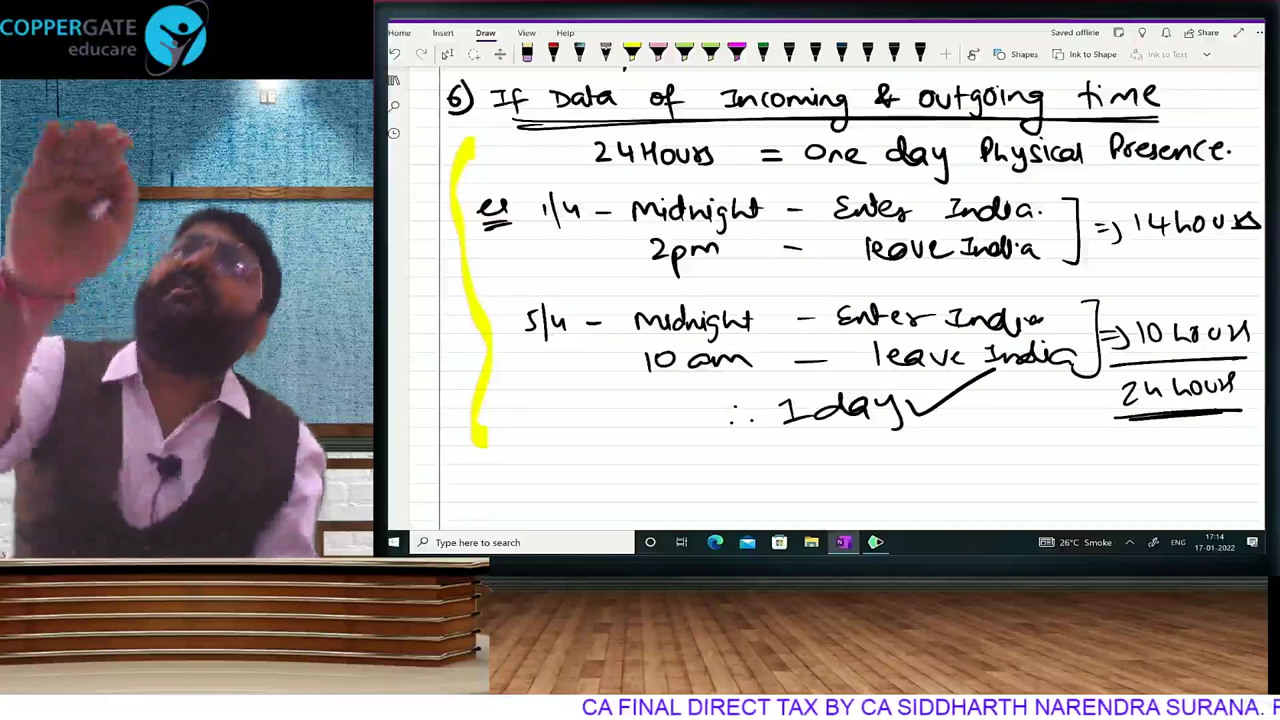 COPPERGATE
educare
Home Insert Draw View Help
Saved offline
Share
Shapes
Ink to Shape
Ink to Text
6) If Data of Incoming & outgoing time
24 Hours = One day Physical Presence.
eg 1/4 - Midnight - Enter India.
2pm - leave India
=> 14 hours
5/4 - Midnight - Enter India
10 am - leave India
=> 10 hours
24 hours
∴ 1 day ✓
Type here to search
26°C Smoke
ENG
17:14
17-01-2022
CA FINAL DIRECT TAX BY CA SIDDHARTH NARENDRA SURANA.